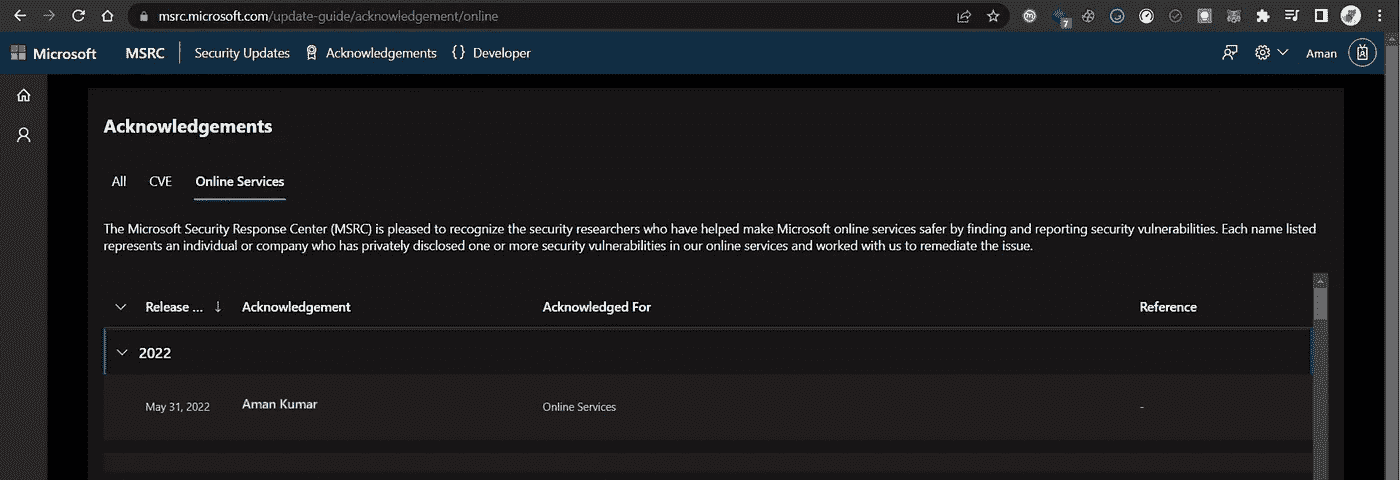 msrc.microsoft.com/update-guide/acknowledgement/online
7
Microsoft MSRC Security Updates Acknowledgements {} Developer Aman
Acknowledgements
All CVE Online Services
The Microsoft Security Response Center (MSRC) is pleased to recognize the security researchers who have helped make Microsoft online services safer by finding and reporting security vulnerabilities. Each name listed
represents an individual or company who has privately disclosed one or more security vulnerabilities in our online services and worked with us to remediate the issue.
Release ... ↓ Acknowledgement Acknowledged For Reference
2022
May 31, 2022 Aman Kumar Online Services -